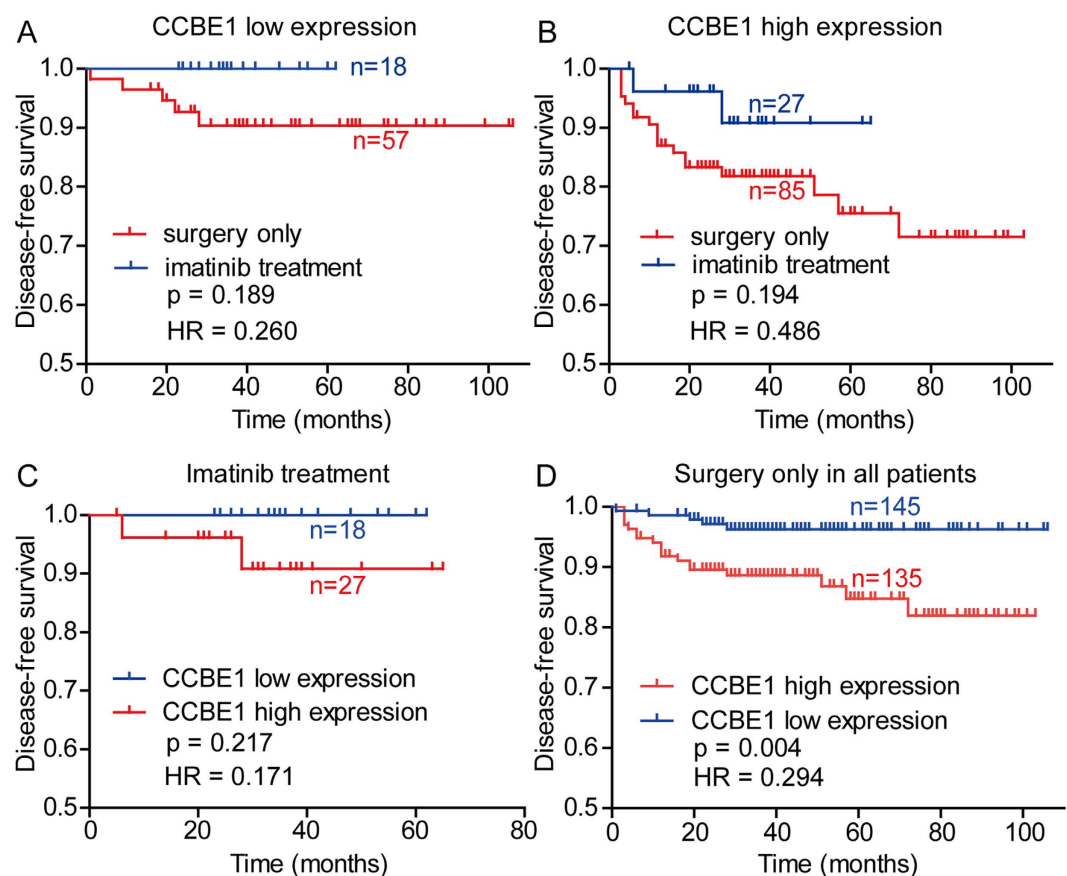 A
CCBE1 low expression
Disease-free survival
1.0
0.9
0.8
0.7
0.6
0.5
n=18
n=57
surgery only
imatinib treatment
p = 0.189
HR = 0.260
0 20 40 60 80 100
Time (months)
B
CCBE1 high expression
Disease-free survival
1.0
0.9
0.8
0.7
0.6
0.5
n=27
n=85
surgery only
imatinib treatment
p = 0.194
HR = 0.486
0 20 40 60 80 100
Time (months)
C
Imatinib treatment
Disease-free survival
1.0
0.9
0.8
0.7
0.6
0.5
n=18
n=27
CCBE1 low expression
CCBE1 high expression
p = 0.217
HR = 0.171
0 20 40 60 80
Time (months)
D
Surgery only in all patients
Disease-free survival
1.0
0.9
0.8
0.7
0.6
0.5
n=145
n=135
CCBE1 high expression
CCBE1 low expression
p = 0.004
HR = 0.294
0 20 40 60 80 100
Time (months)